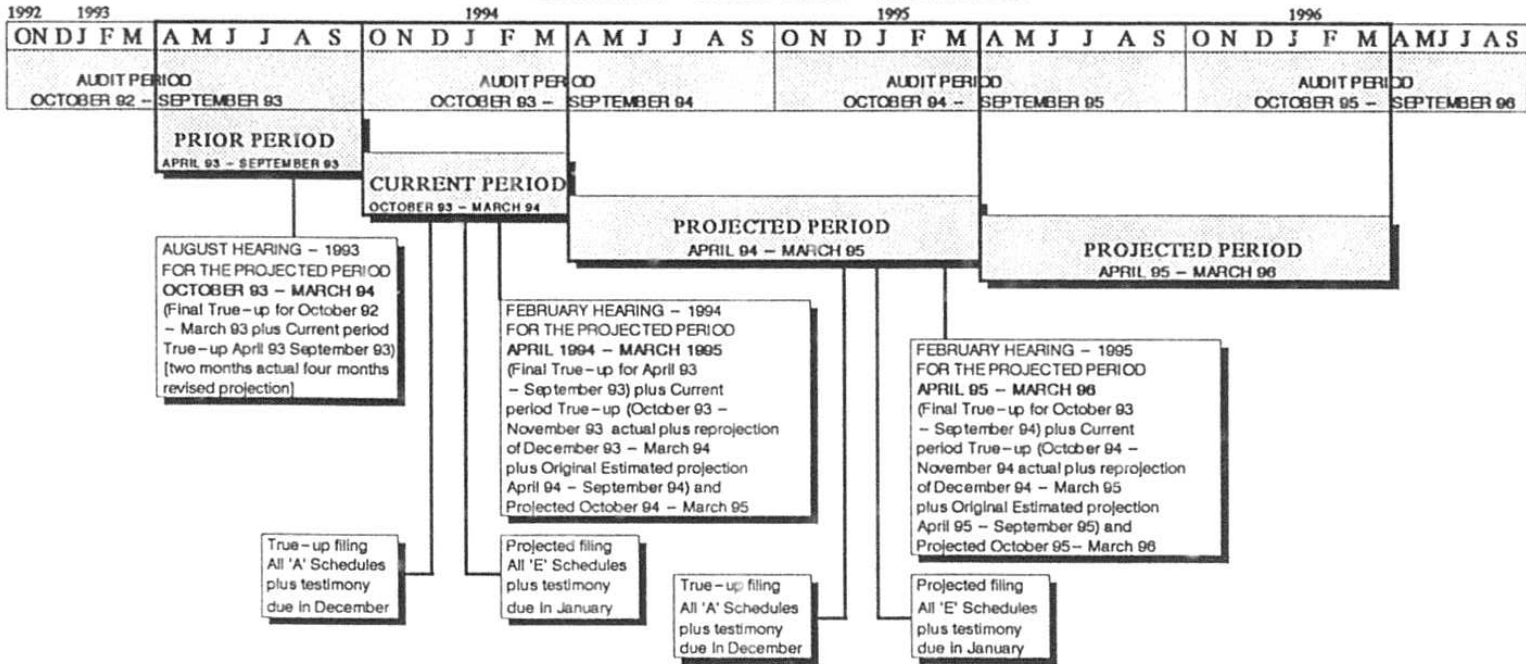 1992 1993 1994 1995 1996
O N D J F M A M J J A S O N D J F M A M J J A S O N D J F M A M J J A S O N D J F M A M J J A S
AUDIT PERIOD
OCTOBER 92 – SEPTEMBER 93
AUDIT PERIOD
OCTOBER 93 – SEPTEMBER 94
AUDIT PERIOD
OCTOBER 94 – SEPTEMBER 95
AUDIT PERIOD
OCTOBER 95 – SEPTEMBER 96
PRIOR PERIOD
APRIL 93 – SEPTEMBER 93
CURRENT PERIOD
OCTOBER 93 – MARCH 94
PROJECTED PERIOD
APRIL 94 – MARCH 95
PROJECTED PERIOD
APRIL 95 – MARCH 96
AUGUST HEARING – 1993
FOR THE PROJECTED PERIOD
OCTOBER 93 – MARCH 94
(Final True-up for October 92
– March 93 plus Current period
True-up April 93 September 93)
[two months actual four months
revised projection]
FEBRUARY HEARING – 1994
FOR THE PROJECTED PERIOD
APRIL 1994 – MARCH 1995
(Final True-up for April 93
– September 93) plus Current
period True-up (October 93 –
November 93 actual plus reprojection
of December 93 – March 94
plus Original Estimated projection
April 94 – September 94) and
Projected October 94 – March 95
FEBRUARY HEARING – 1995
FOR THE PROJECTED PERIOD
APRIL 95 – MARCH 96
(Final True-up for October 93
– September 94) plus Current
period True-up (October 94 –
November 94 actual plus reprojection
of December 94 – March 95
plus Original Estimated projection
April 95 – September 95) and
Projected October 95– March 96
True-up filing
All 'A' Schedules
plus testimony
due in December
Projected filing
All 'E' Schedules
plus testimony
due in January
True-up filing
All 'A' Schedules
plus testimony
due in December
Projected filing
All 'E' Schedules
plus testimony
due in January